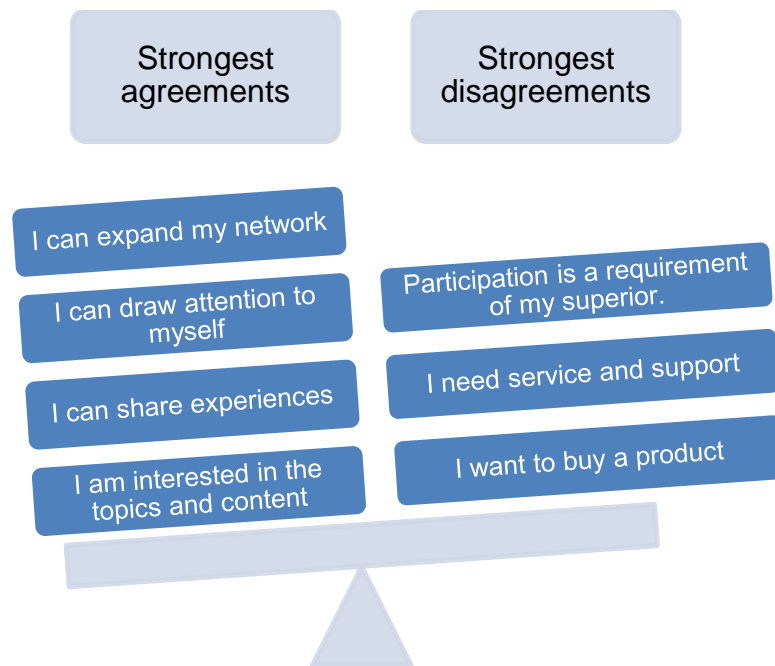 Strongest
agreements
Strongest
disagreements
I can expand my network
I can draw attention to
myself
I can share experiences
I am interested in the
topics and content
Participation is a requirement
of my superior.
I need service and support
I want to buy a product